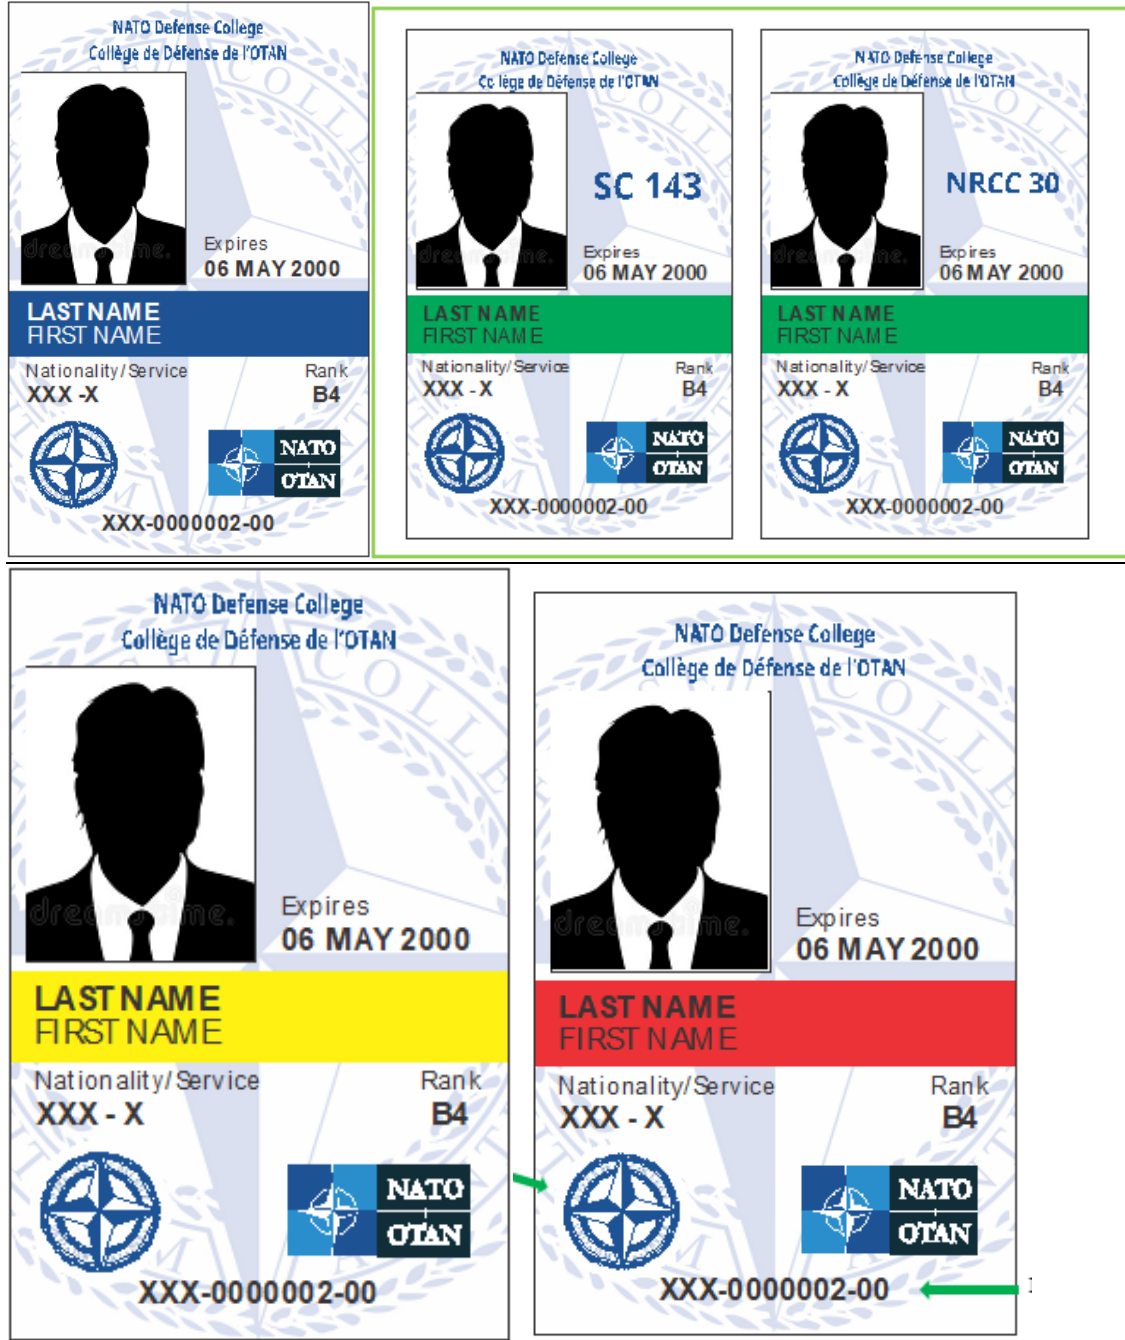 NATO Defense College
Collège de Défense de l'OTAN
dreamstime.
Expires
06 MAY 2000
LAST NAME
FIRST NAME
Nationality/Service
Rank
XXX -X
B4
NATO
OTAN
XXX-0000002-00
NATO Defense College
Collège de Défense de l'OTAN
SC 143
dreamstime.
Expires
06 MAY 2000
LAST NAME
FIRST NAME
Nationality/Service
Rank
XXX - X
B4
NATO
OTAN
XXX-0000002-00
NATO Defense College
Collège de Défense de l'OTAN
NRCC 30
dreamstime.
Expires
06 MAY 2000
LAST NAME
FIRST NAME
Nationality/Service
Rank
XXX - X
B4
NATO
OTAN
XXX-0000002-00
NATO Defense College
Collège de Défense de l'OTAN
dreamstime.
Expires
06 MAY 2000
LAST NAME
FIRST NAME
Nationality/Service
Rank
XXX - X
B4
NATO
OTAN
XXX-0000002-00
NATO Defense College
Collège de Défense de l'OTAN
dreamstime.
Expires
06 MAY 2000
LAST NAME
FIRST NAME
Nationality/Service
Rank
XXX - X
B4
NATO
OTAN
XXX-0000002-00